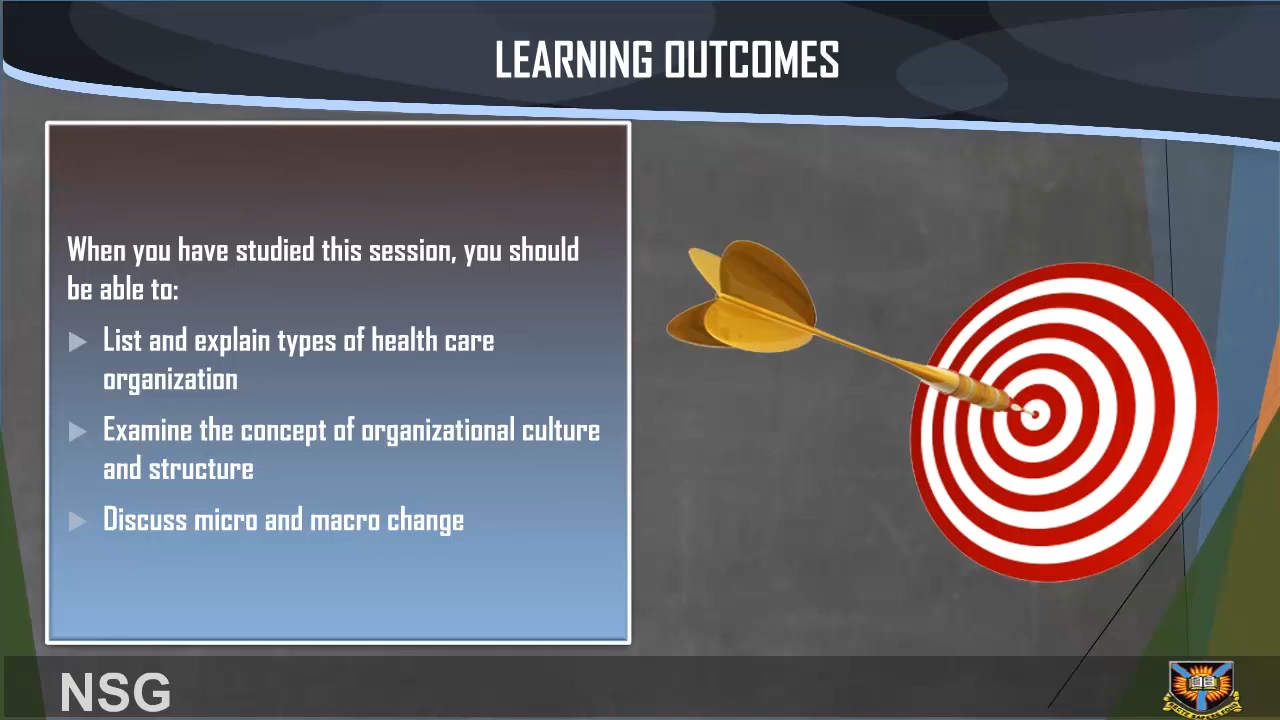 LEARNING OUTCOMES
When you have studied this session, you should
be able to:
List and explain types of health care
organization
Examine the concept of organizational culture
and structure
Discuss micro and macro change
NSG